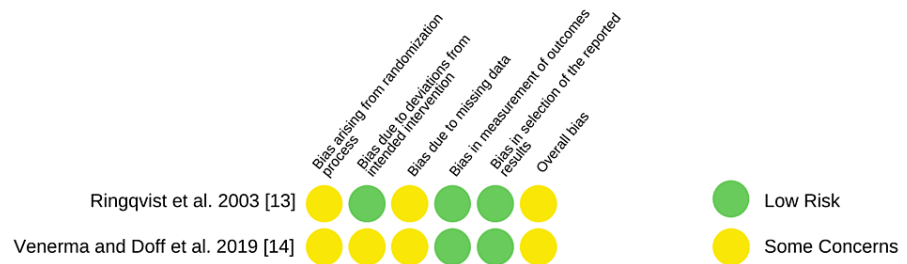 Bias arising from randomization
process
Bias due to deviations from
intended intervention
Bias due to missing data
Bias in measurement of outcomes
Bias in selection of the reported
results
Overall bias
Ringqvist et al. 2003 [13]
Low Risk
Venerma and Doff et al. 2019 [14]
Some Concerns